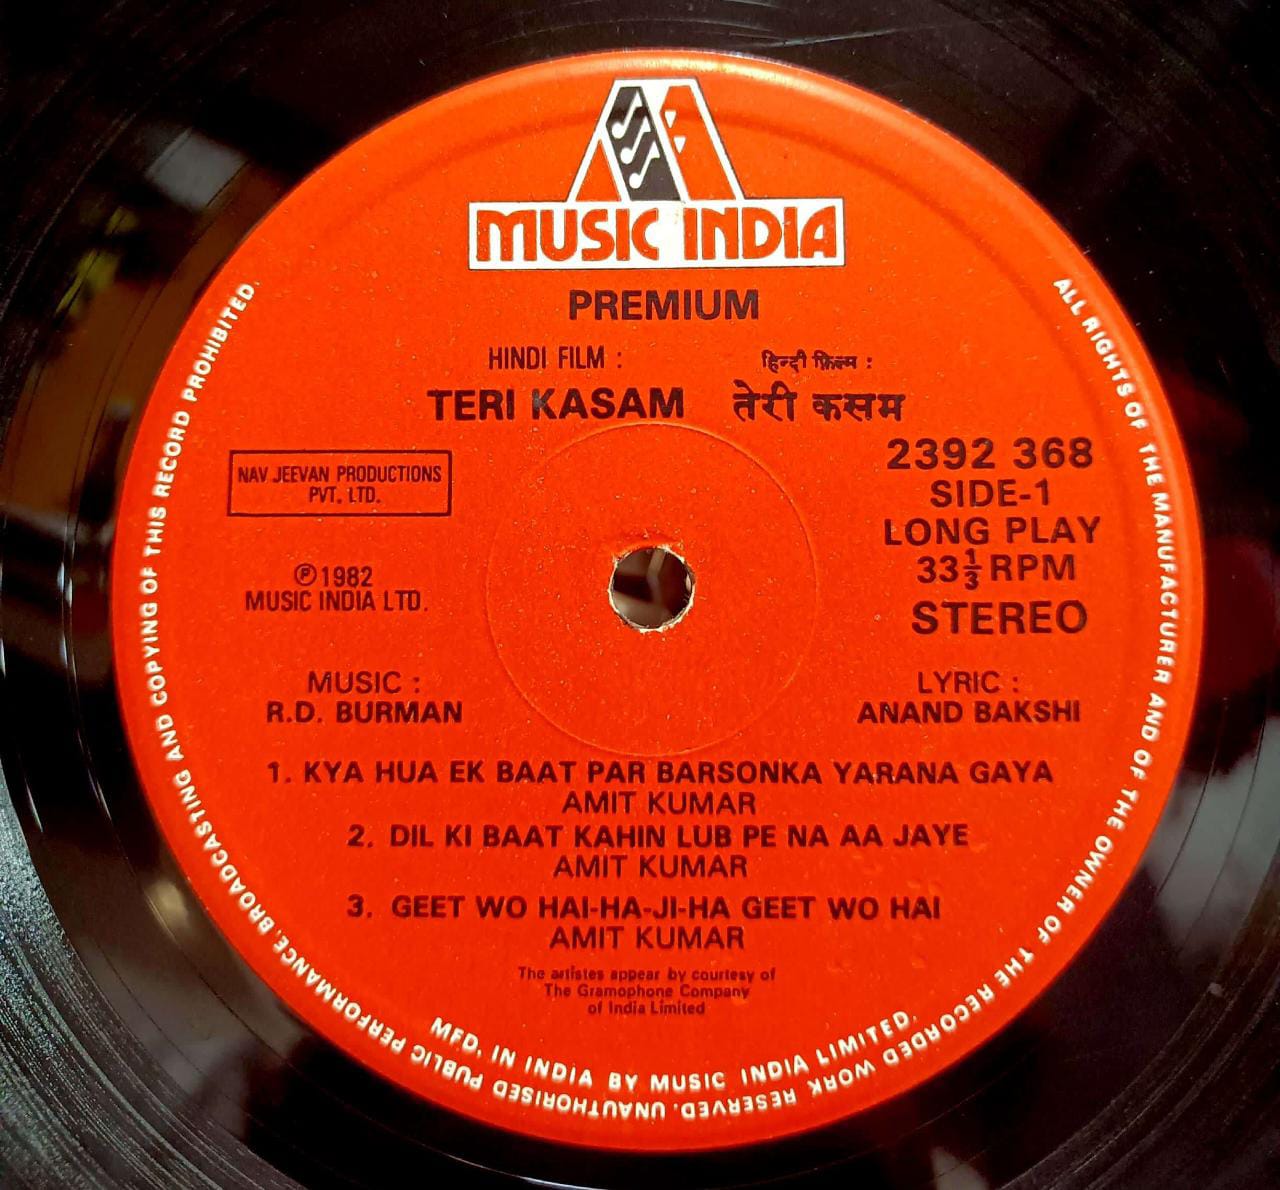 MUSIC INDIA
PREMIUM
HINDI FILM :
हिन्दी फ़िल्म :
TERI KASAM
तेरी कसम
NAV JEEVAN PRODUCTIONS
PVT. LTD.
2392 368
SIDE-1
LONG PLAY
33⅓ RPM
STEREO
℗ 1982
MUSIC INDIA LTD.
MUSIC :
R.D. BURMAN
LYRIC :
ANAND BAKSHI
1. KYA HUA EK BAAT PAR BARSONKA YARANA GAYA
AMIT KUMAR
2. DIL KI BAAT KAHIN LUB PE NA AA JAYE
AMIT KUMAR
3. GEET WO HAI-HA-JI-HA GEET WO HAI
AMIT KUMAR
The artistes appear by courtesy of
The Gramophone Company
of India Limited
MFD. IN INDIA BY MUSIC INDIA LIMITED.
ALL RIGHTS OF THE MANUFACTURER AND OF THE OWNER OF THE RECORDED WORK RESERVED. UNAUTHORISED PUBLIC PERFORMANCE, BROADCASTING AND COPYING OF THIS RECORD PROHIBITED.